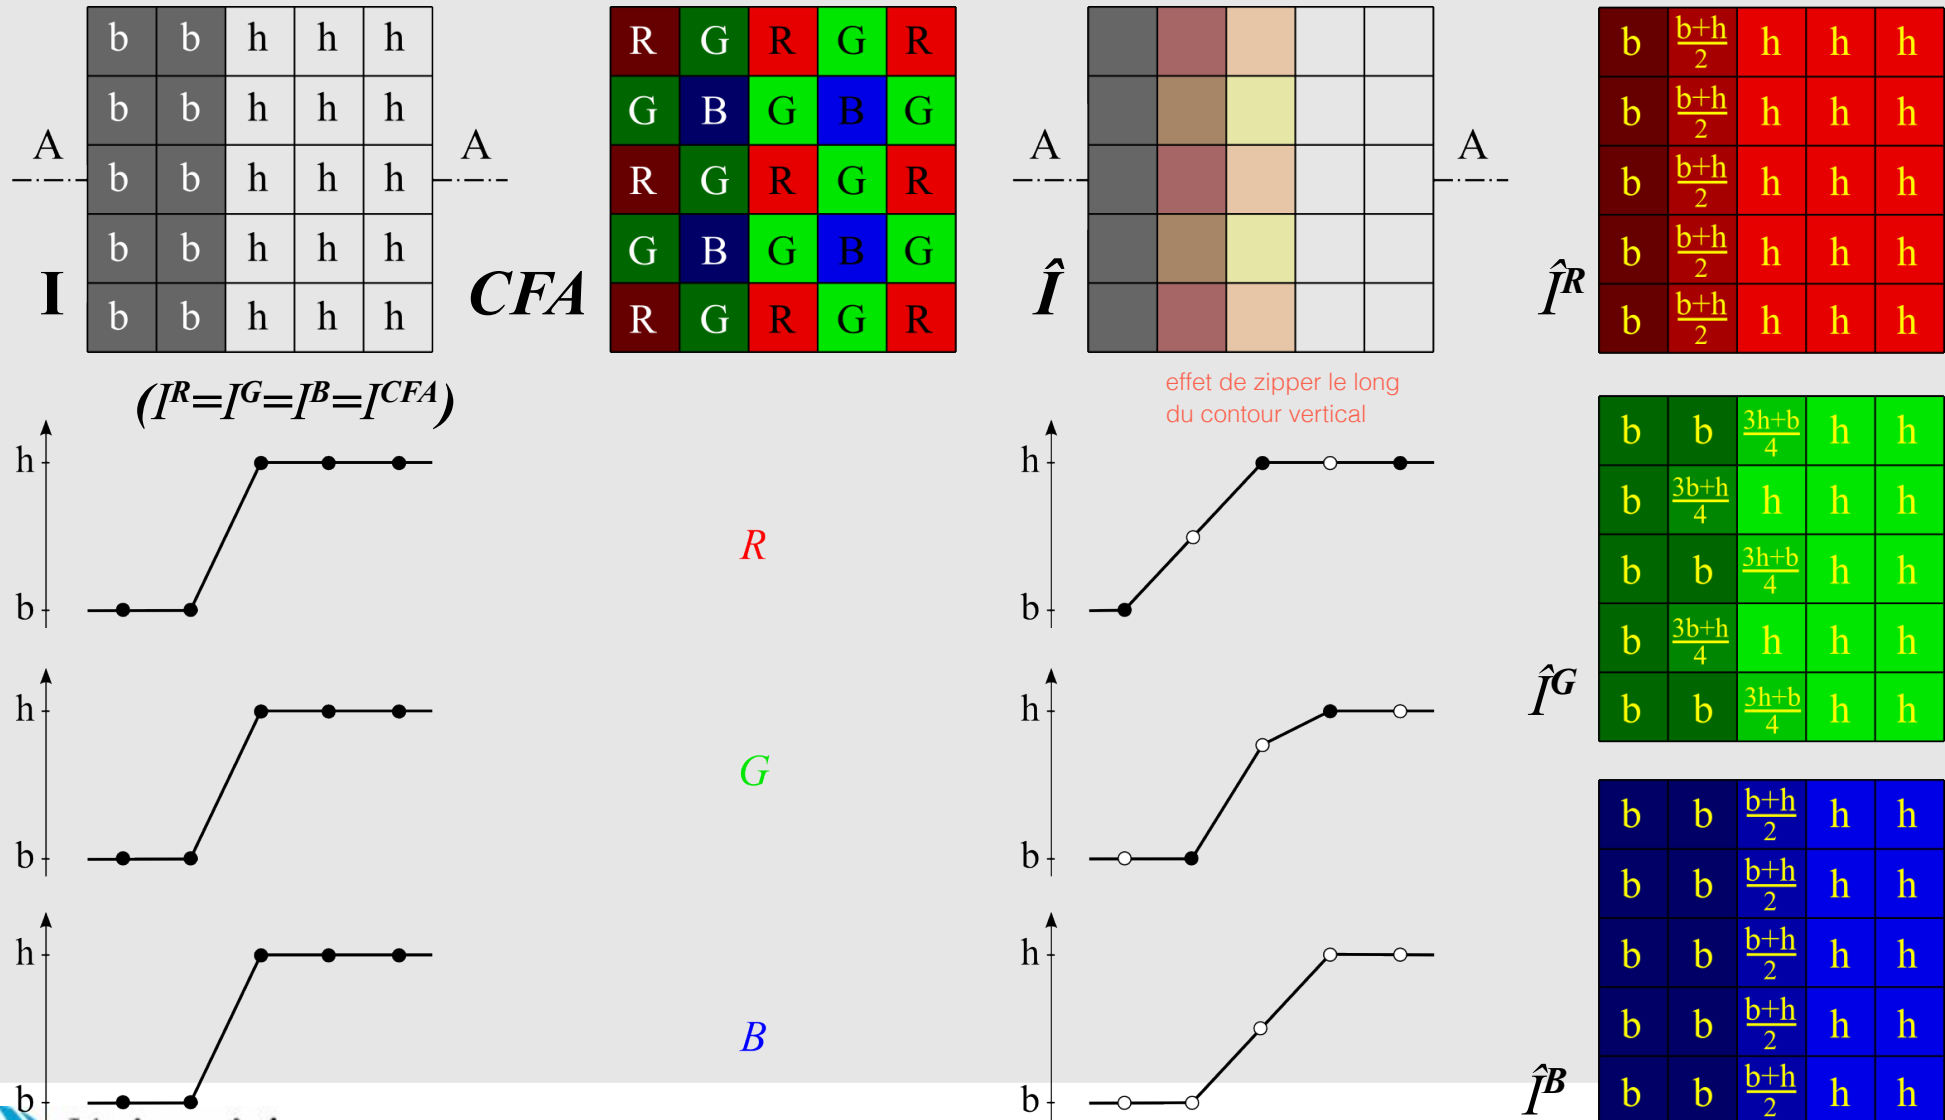 b b h h h
b b h h h
b b h h h
b b h h h
b b h h h
A A
I
(I^R=I^G=I^B=I^CFA)
R G R G R
G B G B G
R G R G R
G B G B G
R G R G R
CFA
A A
Î
effet de zipper le long
du contour vertical
b b+h/2 h h h
b b+h/2 h h h
b b+h/2 h h h
b b+h/2 h h h
b b+h/2 h h h
Î^R
h
b
R
h
b
b b 3h+b/4 h h
b 3b+h/4 h h h
b b 3h+b/4 h h
b 3b+h/4 h h h
b b 3h+b/4 h h
Î^G
h
b
G
h
b
b b b+h/2 h h
b b b+h/2 h h
b b b+h/2 h h
b b b+h/2 h h
b b b+h/2 h h
Î^B
h
b
B
h
b